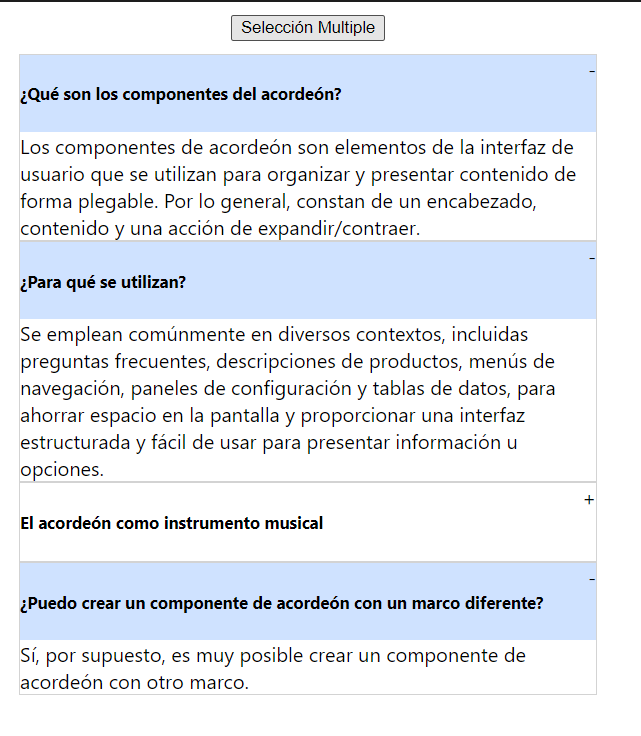 Selección Multiple
-
¿Qué son los componentes del acordeón?
Los componentes de acordeón son elementos de la interfaz de
usuario que se utilizan para organizar y presentar contenido de
forma plegable. Por lo general, constan de un encabezado,
contenido y una acción de expandir/contraer.
-
¿Para qué se utilizan?
Se emplean comúnmente en diversos contextos, incluidas
preguntas frecuentes, descripciones de productos, menús de
navegación, paneles de configuración y tablas de datos, para
ahorrar espacio en la pantalla y proporcionar una interfaz
estructurada y fácil de usar para presentar información u
opciones.
+
El acordeón como instrumento musical
-
¿Puedo crear un componente de acordeón con un marco diferente?
Sí, por supuesto, es muy posible crear un componente de
acordeón con otro marco.